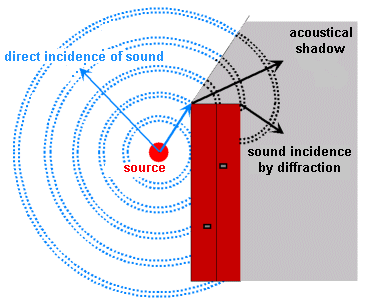 direct incidence of sound
acoustical
shadow
source
sound incidence
by diffraction